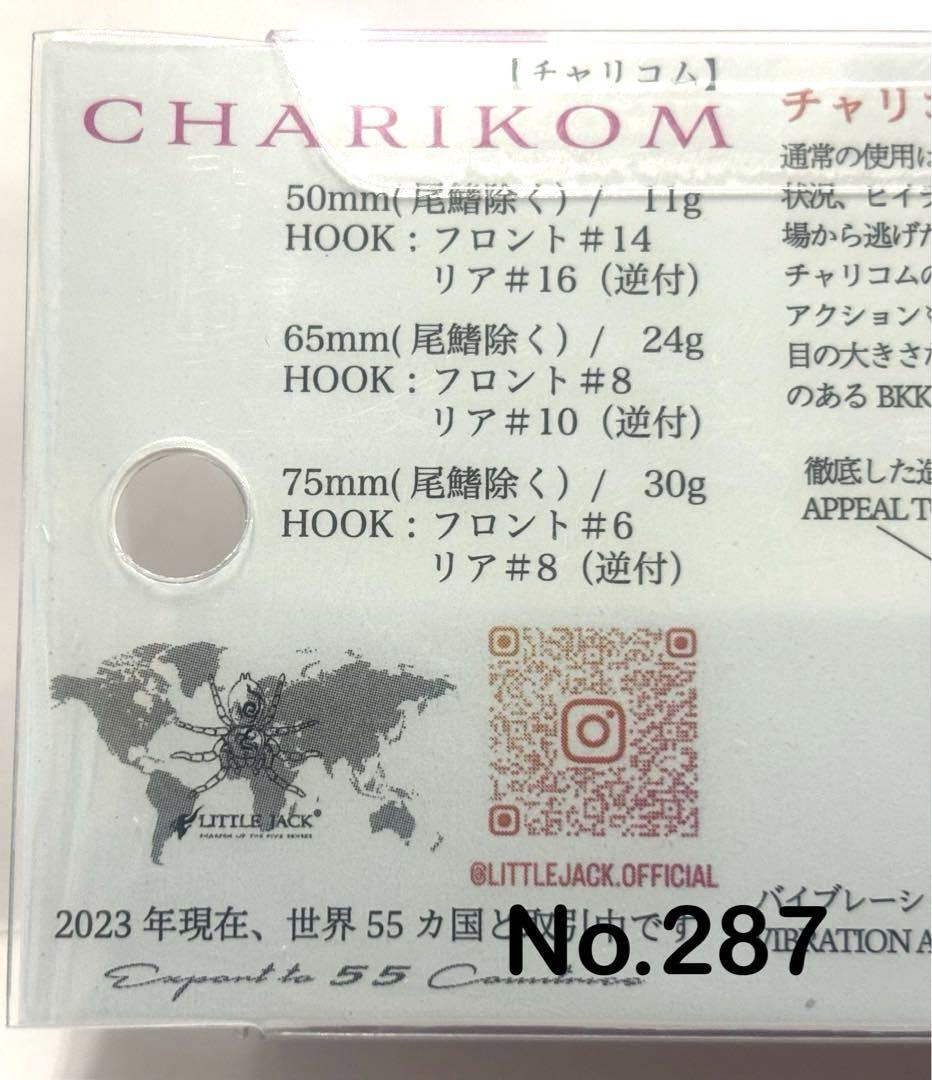 【チャリコム】
CHARIKOM
50mm(尾鰭除く) / 11g
HOOK：フロント＃14
リア＃16（逆付）
65mm(尾鰭除く) / 24g
HOOK：フロント＃8
リア＃10（逆付）
75mm(尾鰭除く) / 30g
HOOK：フロント＃6
リア＃8（逆付）
LITTLE JACK®
@LITTLEJACK.OFFICIAL
2023 年現在、世界 55 カ国と取引中です
Export to 55 Countries
No.287
チャリコ
通常の使用は
状況、ヒイラ
場から逃げた
チャリコムの
アクション
目の大きさ
のある BKK
徹底した造
APPEAL T
バイブレーシ
VIBRATION A